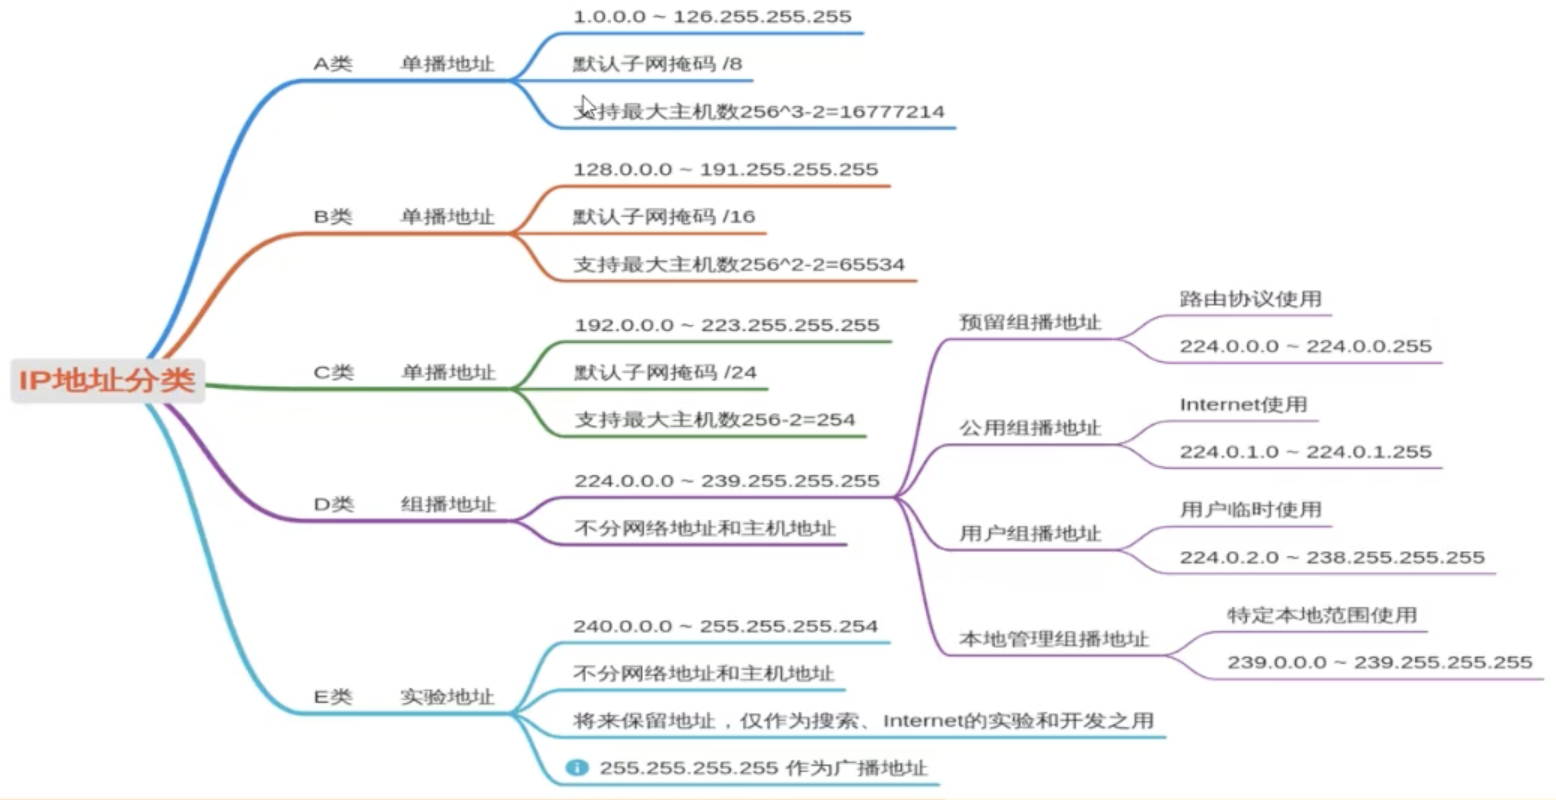 IP地址分类
A类
单播地址
1.0.0.0 ~ 126.255.255.255
默认子网掩码 /8
支持最大主机数256^3-2=16777214
B类
单播地址
128.0.0.0 ~ 191.255.255.255
默认子网掩码 /16
支持最大主机数256^2-2=65534
C类
单播地址
192.0.0.0 ~ 223.255.255.255
默认子网掩码 /24
支持最大主机数256-2=254
D类
组播地址
224.0.0.0 ~ 239.255.255.255
预留组播地址
路由协议使用
224.0.0.0 ~ 224.0.0.255
公用组播地址
Internet使用
224.0.1.0 ~ 224.0.1.255
用户组播地址
用户临时使用
224.0.2.0 ~ 238.255.255.255
本地管理组播地址
特定本地范围使用
239.0.0.0 ~ 239.255.255.255
不分网络地址和主机地址
E类
实验地址
240.0.0.0 ~ 255.255.255.254
不分网络地址和主机地址
将来保留地址，仅作为搜索、Internet的实验和开发之用
255.255.255.255 作为广播地址